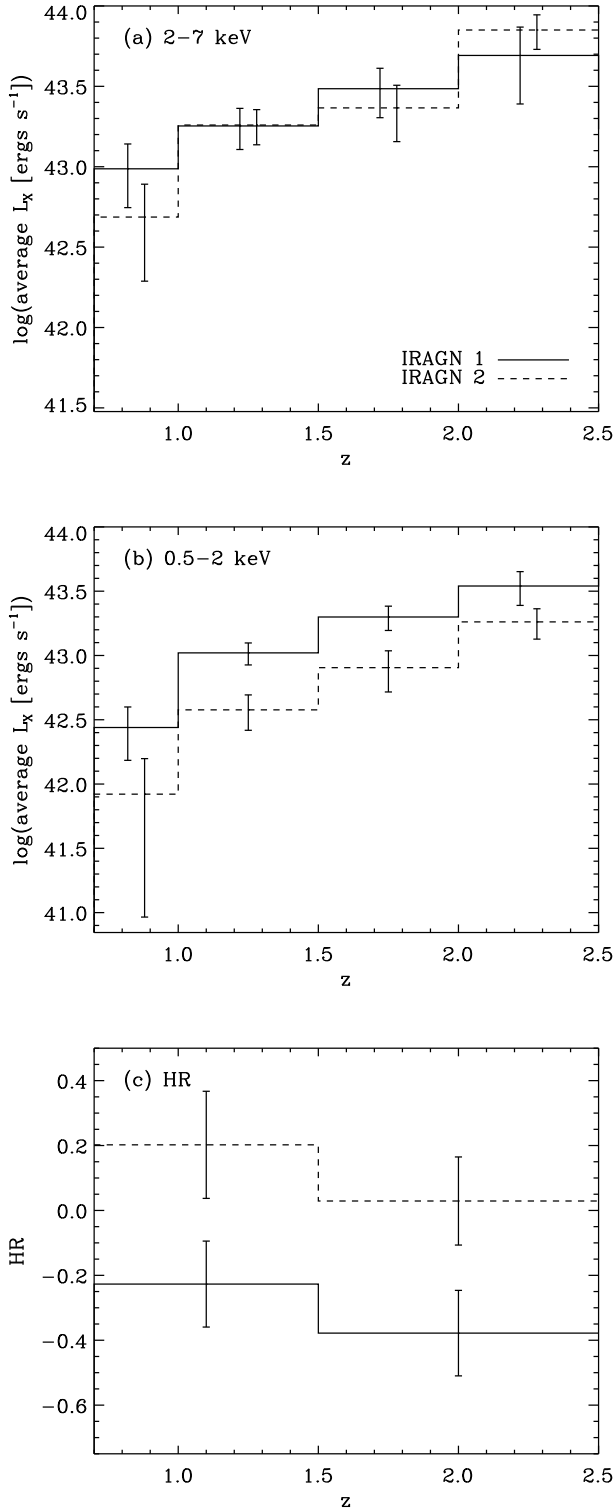 44.0
(a) 2−7 keV
43.5
43.0
42.5
42.0
41.5
log(average L_X [ergs s⁻¹])
IRAGN 1
IRAGN 2
1.0 1.5 2.0 2.5
z
44.0
(b) 0.5−2 keV
43.5
43.0
42.5
42.0
41.5
41.0
log(average L_X [ergs s⁻¹])
1.0 1.5 2.0 2.5
z
(c) HR
0.4
0.2
0.0
−0.2
−0.4
−0.6
HR
1.0 1.5 2.0 2.5
z